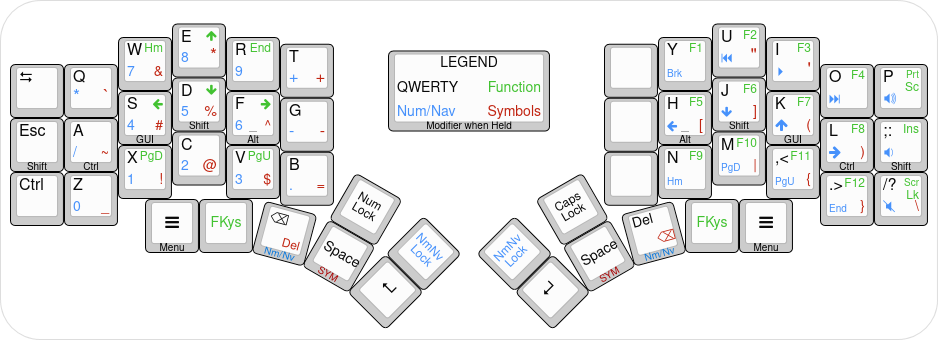 ⇆
Q
* `
Esc
Shift
A
/ ~
Ctrl
Ctrl
Z
0 _
W Hm
7 &
S ←
4 #
GUI
X PgD
1 !
E ↑
8 *
D ↓
5 %
Shift
C
2 @
R End
9
F →
6 _ ^
Alt
V PgU
3 $
T
+ +
G
- -
B
. =
☰
Menu
FKys
⌫
Del
Nm/Nv
Space
SYM
Num
Lock
NmNv
Lock
↵
LEGEND
QWERTY Function
Num/Nav Symbols
Modifier when Held
Y F1
Brk
H F5
← _ [
Alt
N F9
Hm
U F2
⏮ "
J F6
↓ ]
Shift
M F10
PgD |
I F3
⏵ '
K F7
↑ (
GUI
,< F11
PgU {
O F4
⏭
L F8
→ )
Ctrl
.> F12
End }
P Prt
Sc
🔊
;: Ins
🔉
Shift
/? Scr
Lk
🔇 \
Caps
Lock
NmNv
Lock
↵
Space
SYM
Del
⌫
Nm/Nv
FKys
☰
Menu